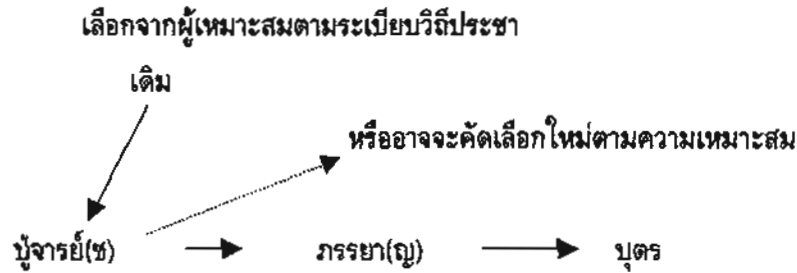 เลือกจากผู้เหมาะสมตามระเบียบวิถีประชา
เดิม
หรืออาจจะคัดเลือกใหม่ตามความเหมาะสม
ปู่จารย์(ช) ภรรยา(ญ) บุตร